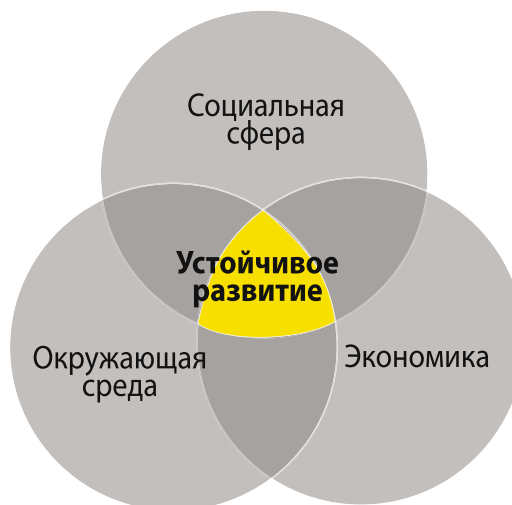 Социальная
сфера
Устойчивое
развитие
Окружающая
среда
Экономика